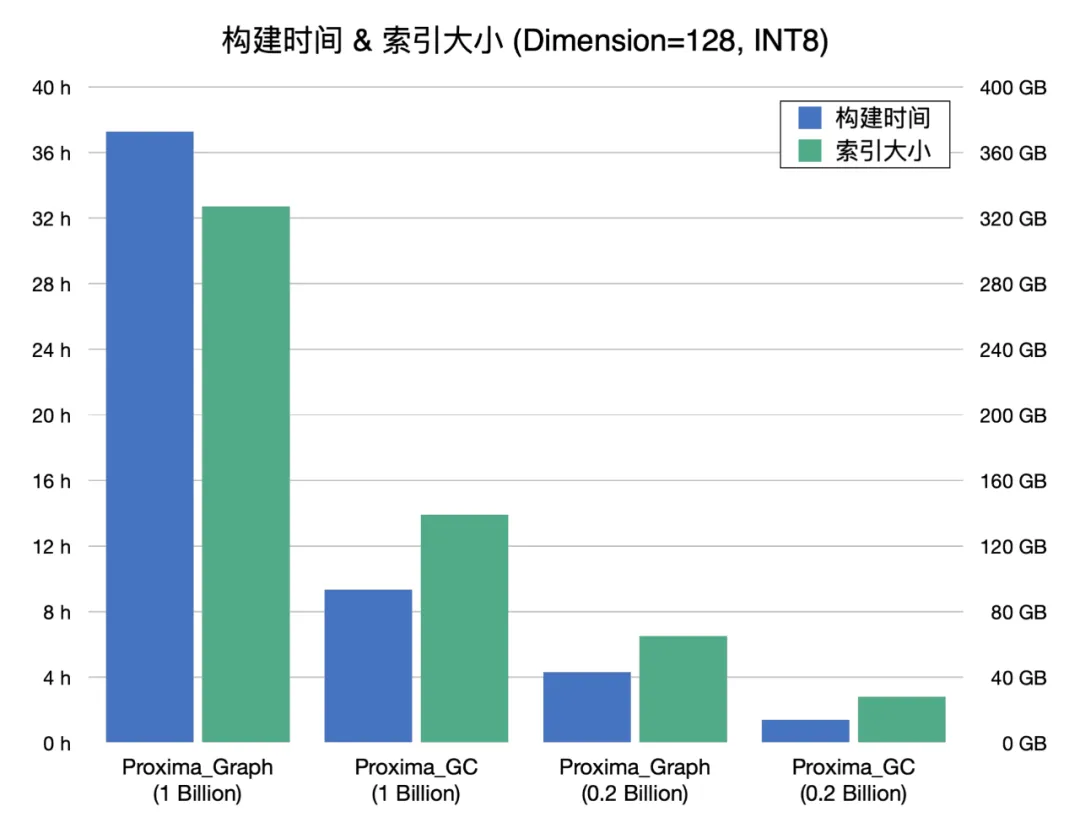 构建时间 & 索引大小 (Dimension=128, INT8)
构建时间
索引大小
40 h
36 h
32 h
28 h
24 h
20 h
16 h
12 h
8 h
4 h
0 h
400 GB
360 GB
320 GB
280 GB
240 GB
200 GB
160 GB
120 GB
80 GB
40 GB
0 GB
Proxima_Graph
(1 Billion)
Proxima_GC
(1 Billion)
Proxima_Graph
(0.2 Billion)
Proxima_GC
(0.2 Billion)